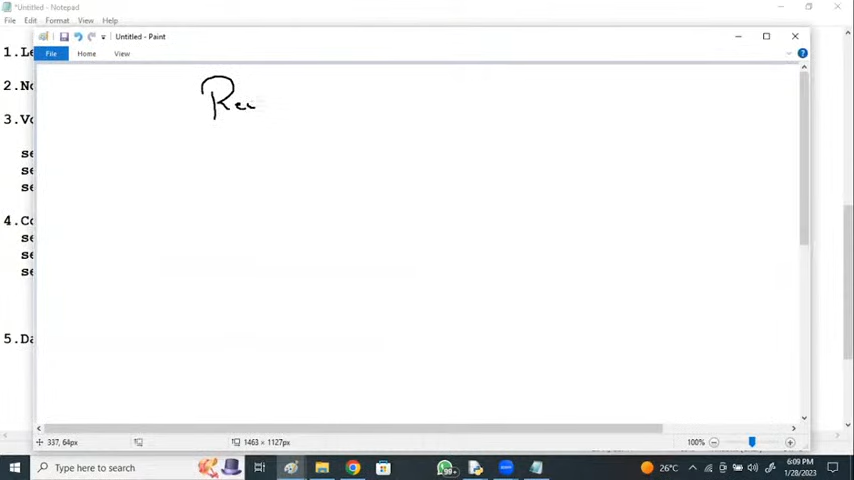 *Untitled - Notepad
File Edit Format View Help
Untitled - Paint
File Home View
1.Le
2.No
3.Vo
se
se
se
4.Co
se
se
se
5.Da
337, 64px
1463 × 1127px
100%
Type here to search
99+
26°C
6:09 PM
1/28/2023